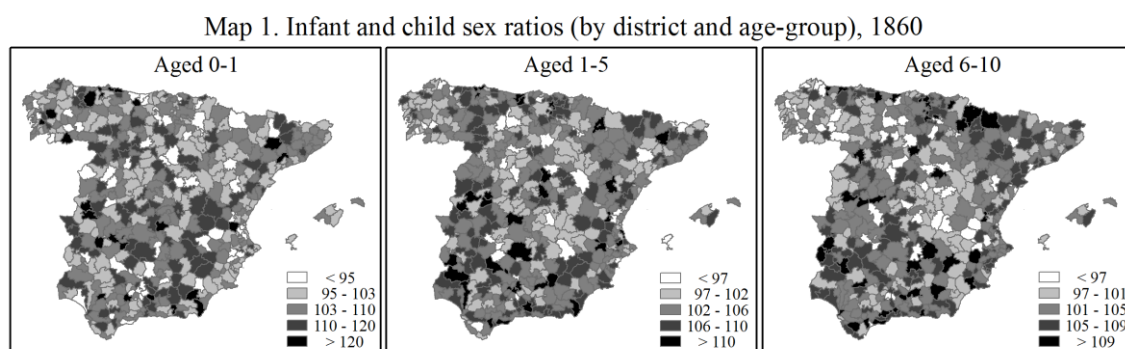 Map 1. Infant and child sex ratios (by district and age-group), 1860
Aged 0-1
< 95
95 - 103
103 - 110
110 - 120
> 120
Aged 1-5
< 97
97 - 102
102 - 106
106 - 110
> 110
Aged 6-10
< 97
97 - 101
101 - 105
105 - 109
> 109